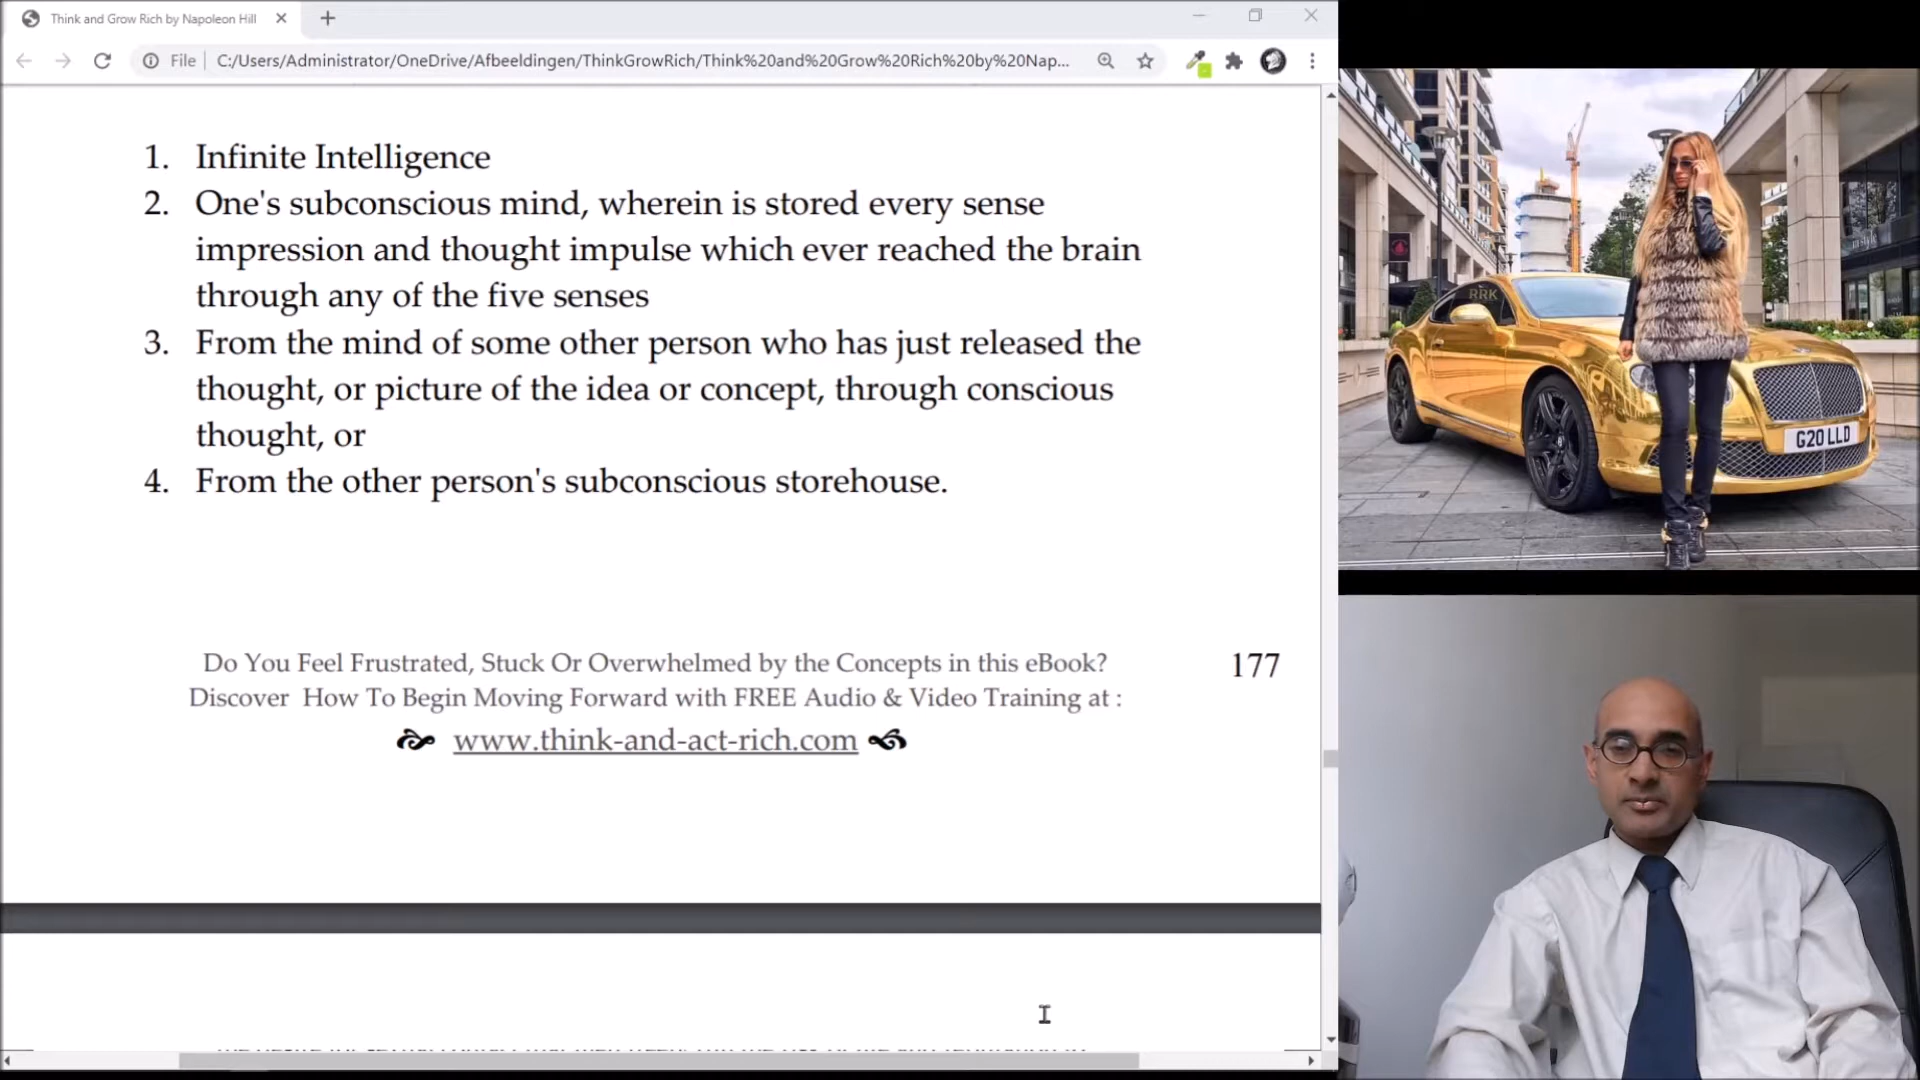 Think and Grow Rich by Napoleon Hill
File
C:/Users/Administrator/OneDrive/Afbeeldingen/ThinkGrowRich/Think%20and%20Grow%20Rich%20by%20Nap...
1. Infinite Intelligence
2. One's subconscious mind, wherein is stored every sense
impression and thought impulse which ever reached the brain
through any of the five senses
3. From the mind of some other person who has just released the
thought, or picture of the idea or concept, through conscious
thought, or
4. From the other person's subconscious storehouse.
Do You Feel Frustrated, Stuck Or Overwhelmed by the Concepts in this eBook?
177
Discover How To Begin Moving Forward with FREE Audio & Video Training at :
www.think-and-act-rich.com
RRK
G20 LLD